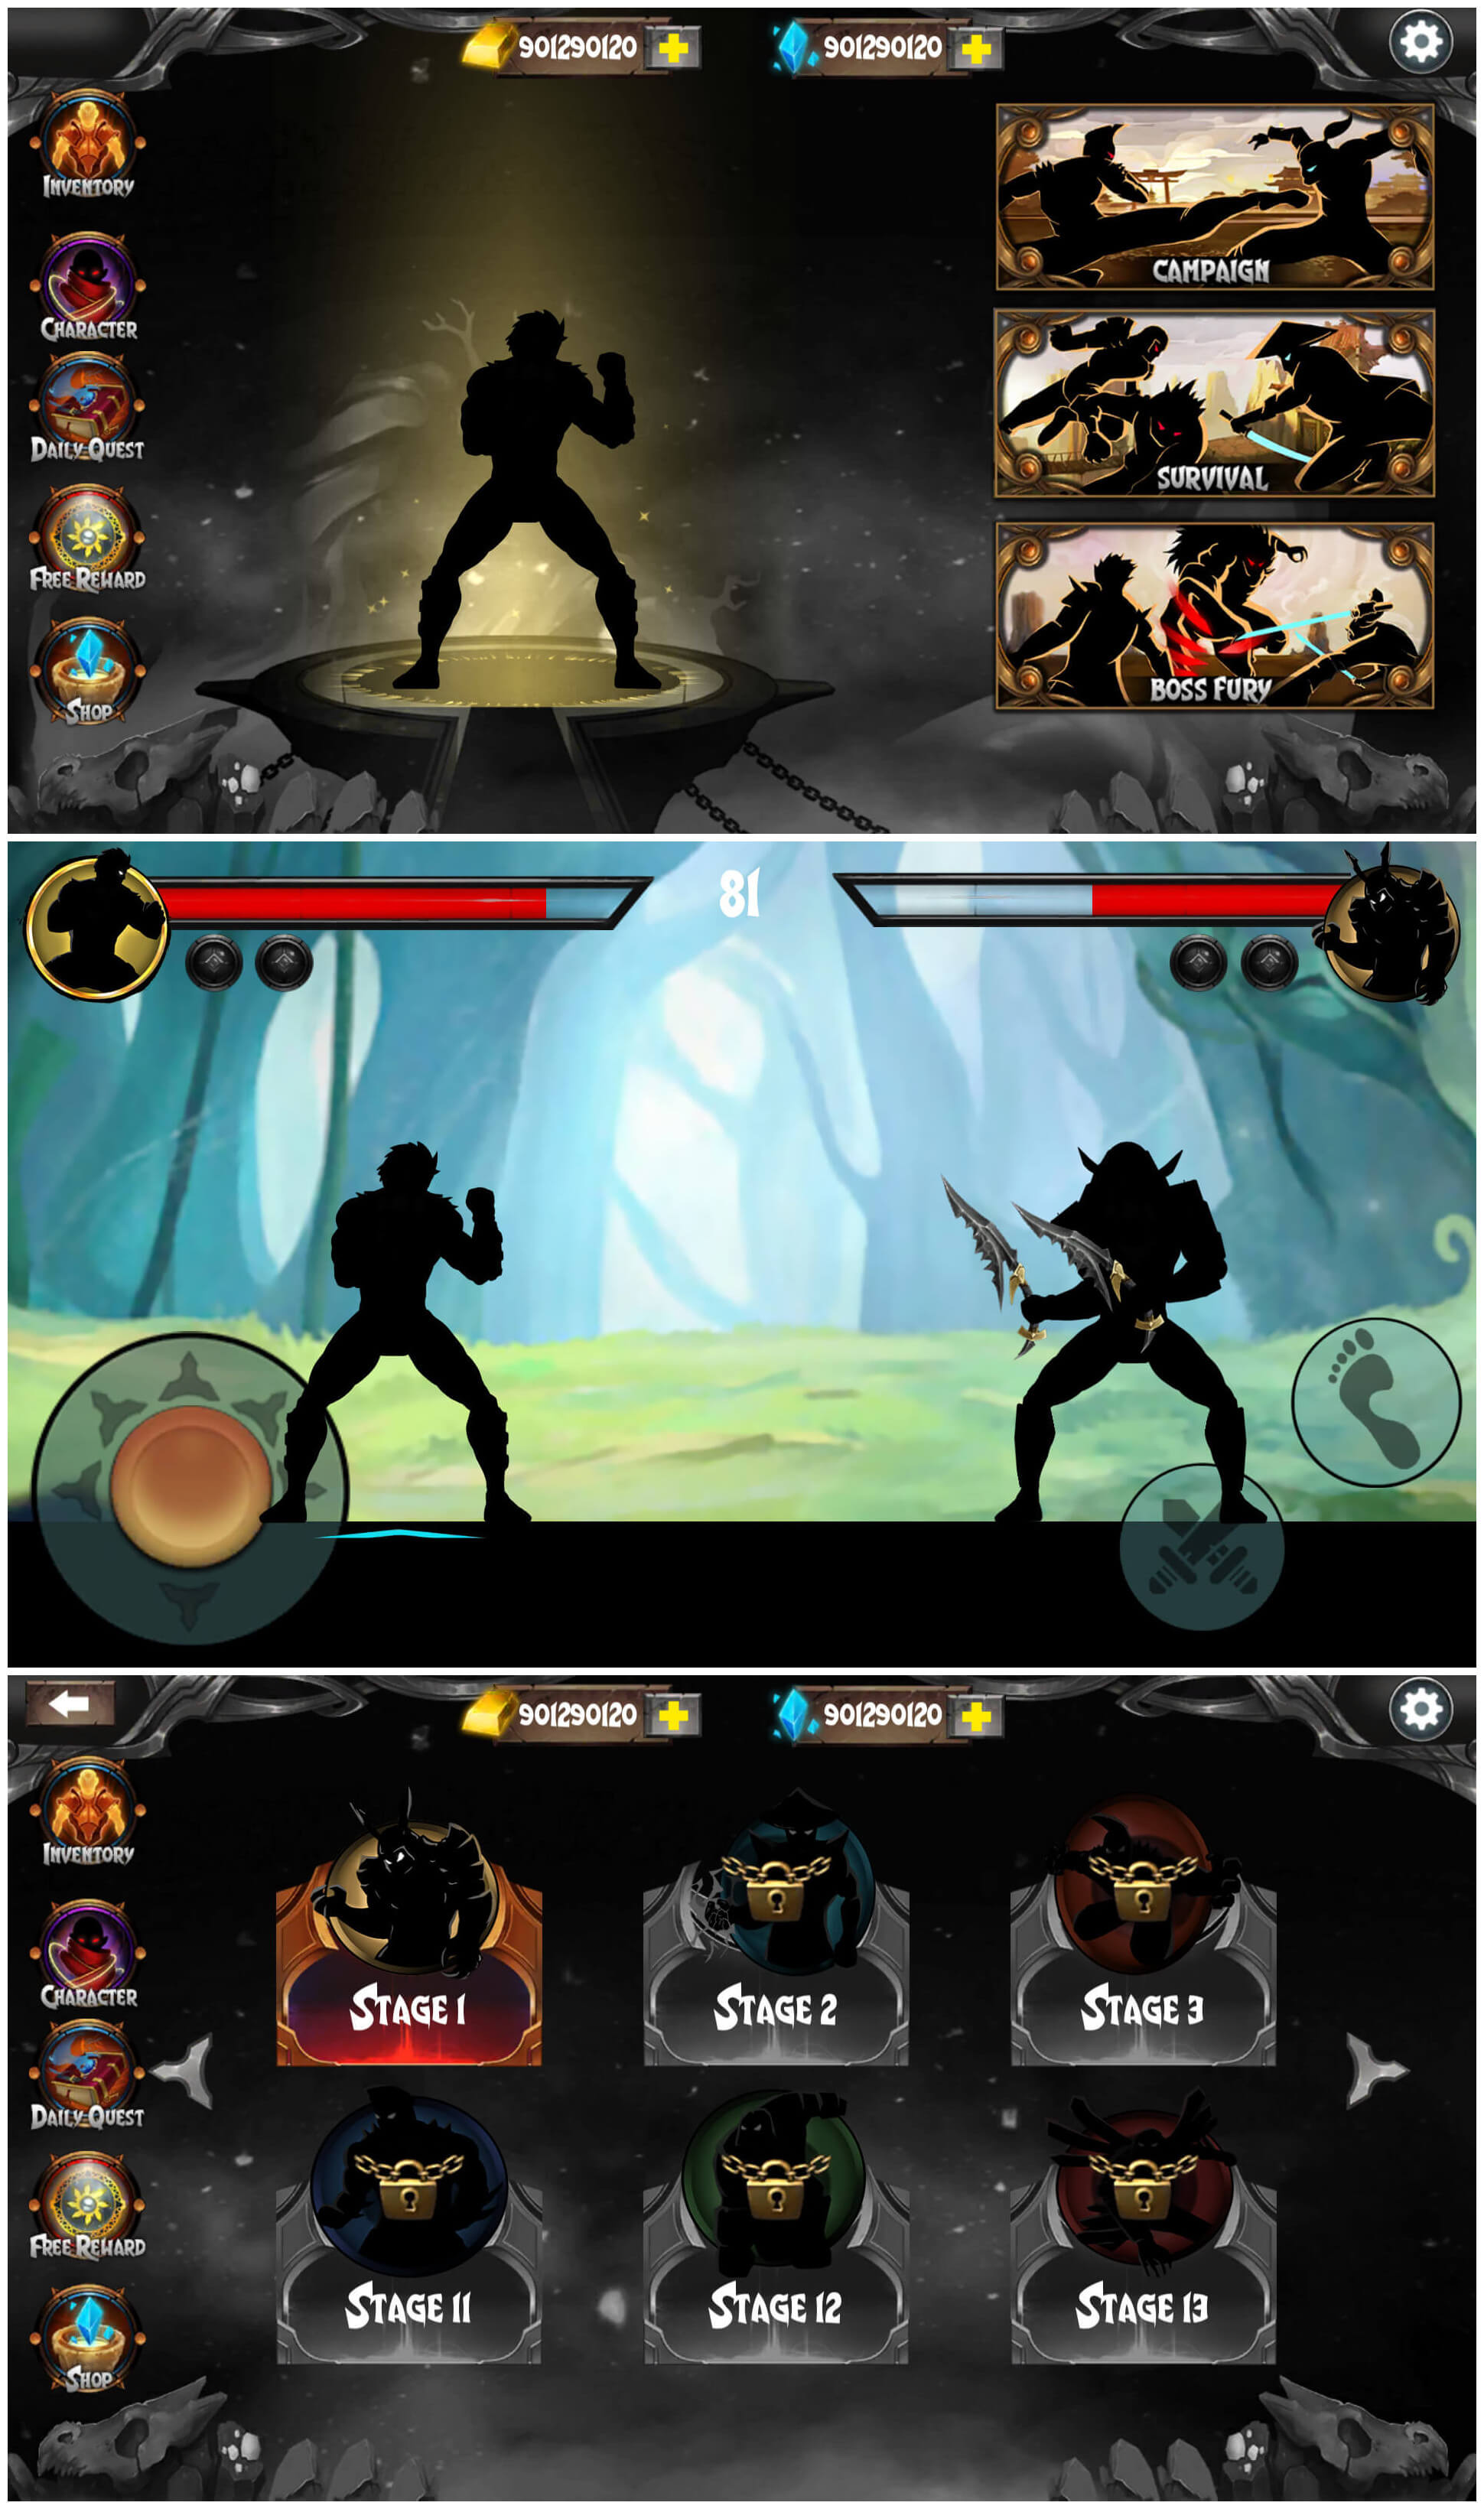 901290120
901290120
INVENTORY
CHARACTER
DAILY QUEST
FREE REWARD
SHOP
CAMPAIGN
SURVIVAL
BOSS FURY
81
901290120
901290120
INVENTORY
CHARACTER
DAILY QUEST
FREE REWARD
SHOP
STAGE 1
STAGE 2
STAGE 3
STAGE 11
STAGE 12
STAGE 13